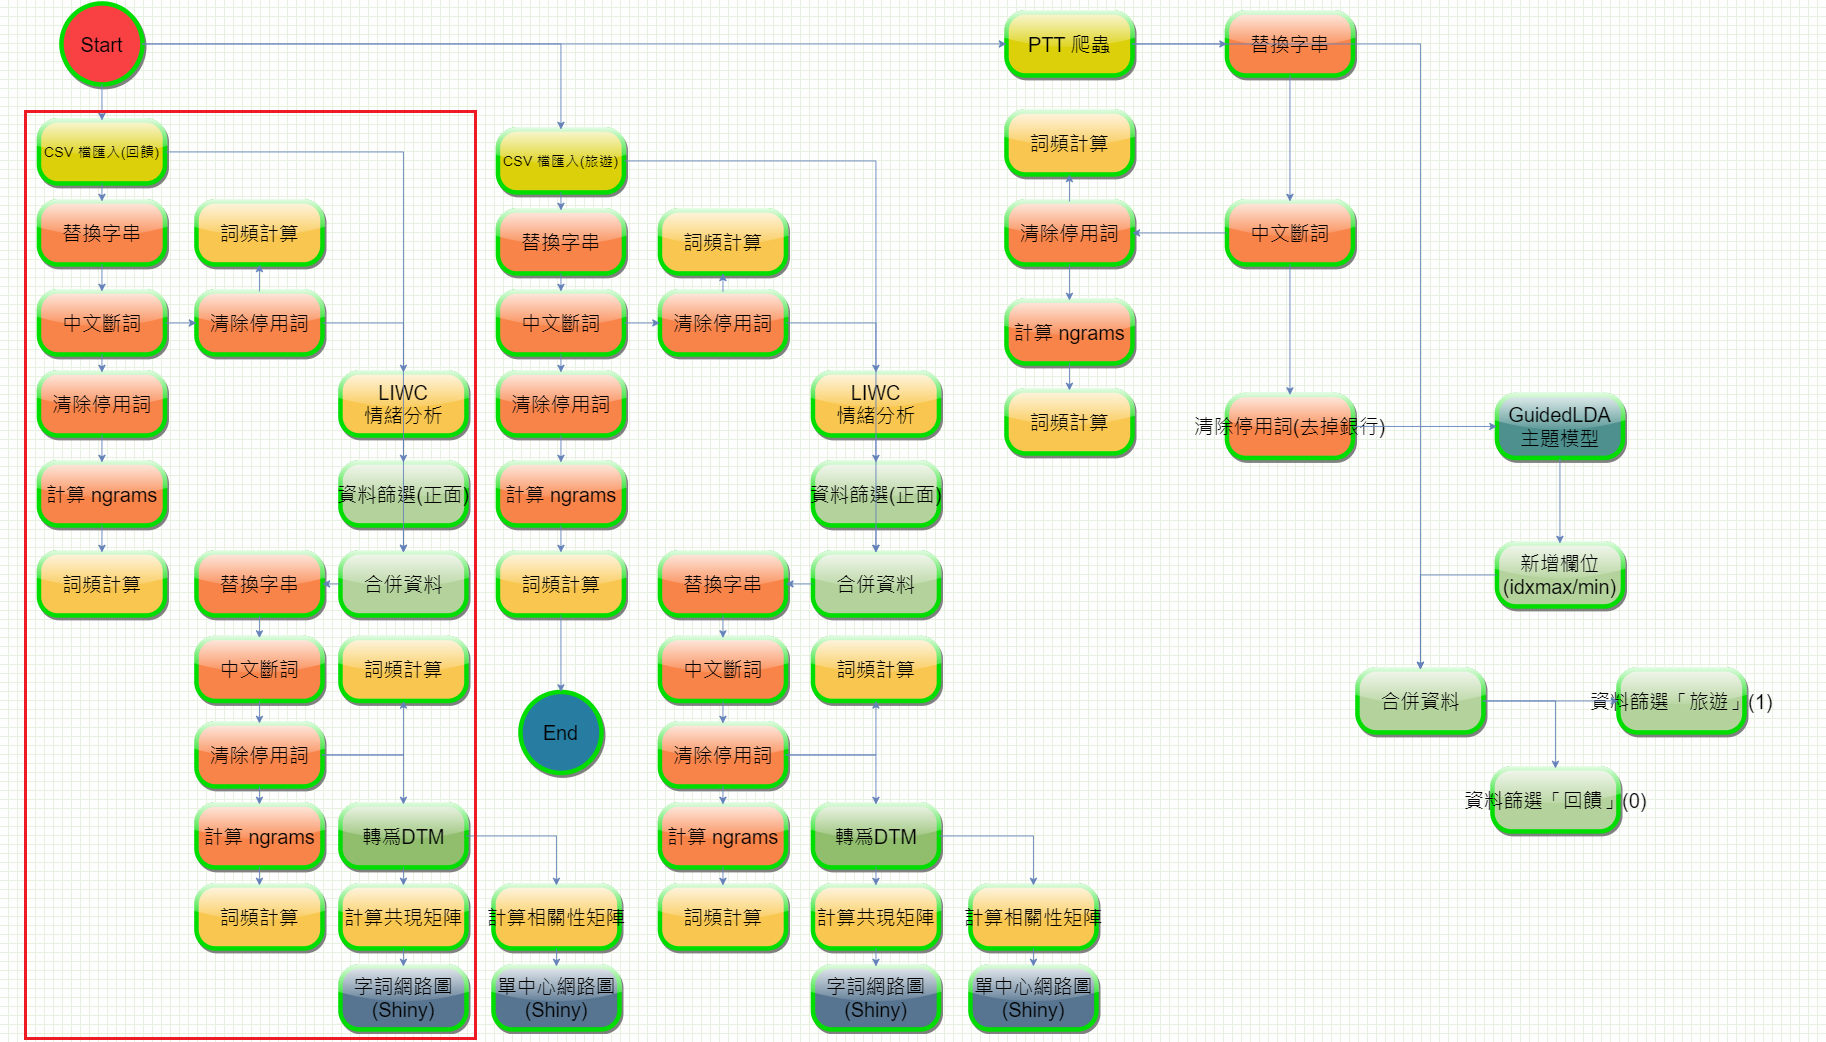 Start
PTT 爬蟲
替換字串
CSV 檔匯入(回饋)
CSV 檔匯入(旅遊)
詞頻計算
替換字串
詞頻計算
替換字串
詞頻計算
清除停用詞
中文斷詞
中文斷詞
清除停用詞
中文斷詞
清除停用詞
計算 ngrams
清除停用詞
LIWC
情緒分析
清除停用詞
LIWC
情緒分析
詞頻計算
清除停用詞(去掉銀行)
GuidedLDA
主題模型
計算 ngrams
資料篩選(正面)
計算 ngrams
資料篩選(正面)
詞頻計算
替換字串
合併資料
詞頻計算
替換字串
合併資料
新增欄位
(idxmax/min)
中文斷詞
詞頻計算
中文斷詞
詞頻計算
合併資料
資料篩選「旅遊」(1)
清除停用詞
End
清除停用詞
資料篩選「回饋」(0)
計算 ngrams
轉爲DTM
計算 ngrams
轉爲DTM
詞頻計算
計算共現矩陣
計算相關性矩陣
詞頻計算
計算共現矩陣
計算相關性矩陣
字詞網路圖
(Shiny)
單中心網路圖
(Shiny)
字詞網路圖
(Shiny)
單中心網路圖
(Shiny)